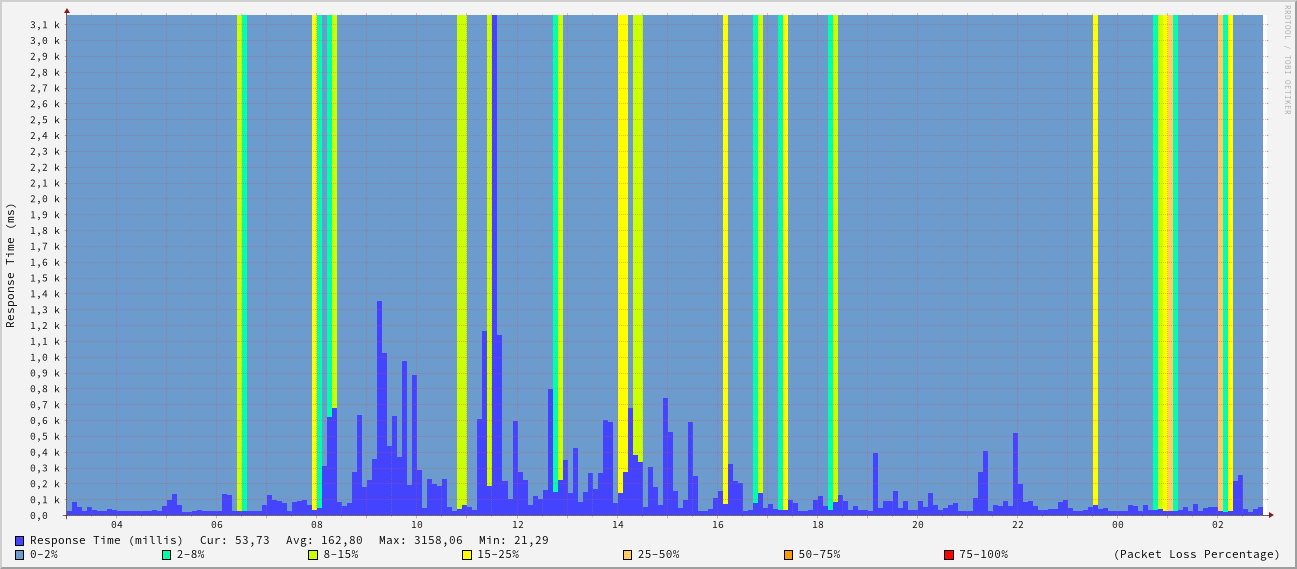 RRDTOOL / TOBI OETIKER
Response Time (ms)
3,1 k
3,0 k
2,9 k
2,8 k
2,7 k
2,6 k
2,5 k
2,4 k
2,3 k
2,2 k
2,1 k
2,0 k
1,9 k
1,8 k
1,7 k
1,6 k
1,5 k
1,4 k
1,3 k
1,2 k
1,1 k
1,0 k
0,9 k
0,8 k
0,7 k
0,6 k
0,5 k
0,4 k
0,3 k
0,2 k
0,1 k
0,0
04 06 08 10 12 14 16 18 20 22 00 02
Response Time (millis) Cur: 53,73 Avg: 162,80 Max: 3158,06 Min: 21,29
0-2% 2-8% 8-15% 15-25% 25-50% 50-75% 75-100% (Packet Loss Percentage)